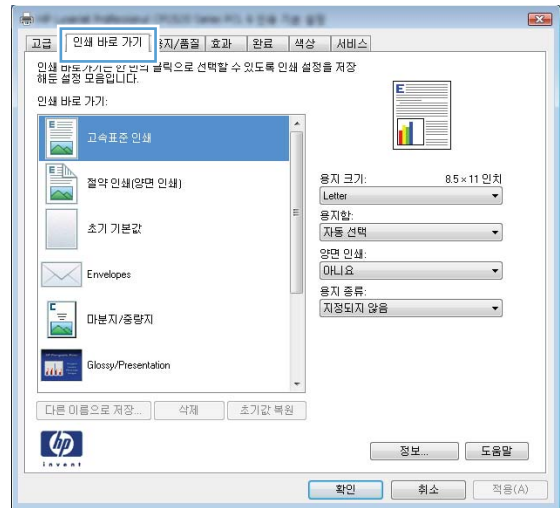 고급
인쇄 바로 가기
용지/품질
효과
완료
색상
서비스
인쇄 바로가기는 한 번의 클릭으로 선택할 수 있도록 인쇄 설정을 저장
해둔 설정 모음입니다.
인쇄 바로 가기:
고속표준 인쇄
절약 인쇄(양면 인쇄)
초기 기본값
Envelopes
마분지/중량지
Glossy/Presentation
다른 이름으로 저장...
삭제
초기값 복원
E
용지 크기:
8.5 × 11 인치
Letter
용지함:
자동 선택
양면 인쇄:
아니요
용지 종류:
지정되지 않음
hp
invent
정보...
도움말
확인
취소
적용(A)